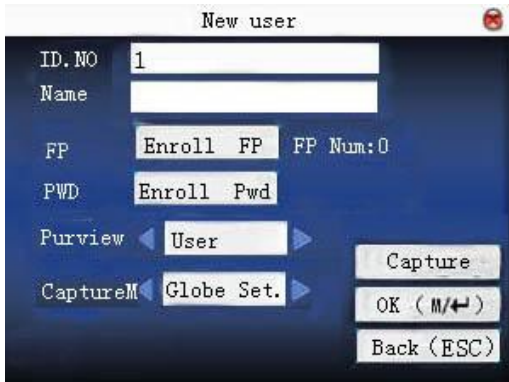 New user
ID.NO 1
Name
FP Enroll FP FP Num:0
PWD Enroll Pwd
Purview User
CaptureM Globe Set.
Capture
OK (M/↵)
Back(ESC)